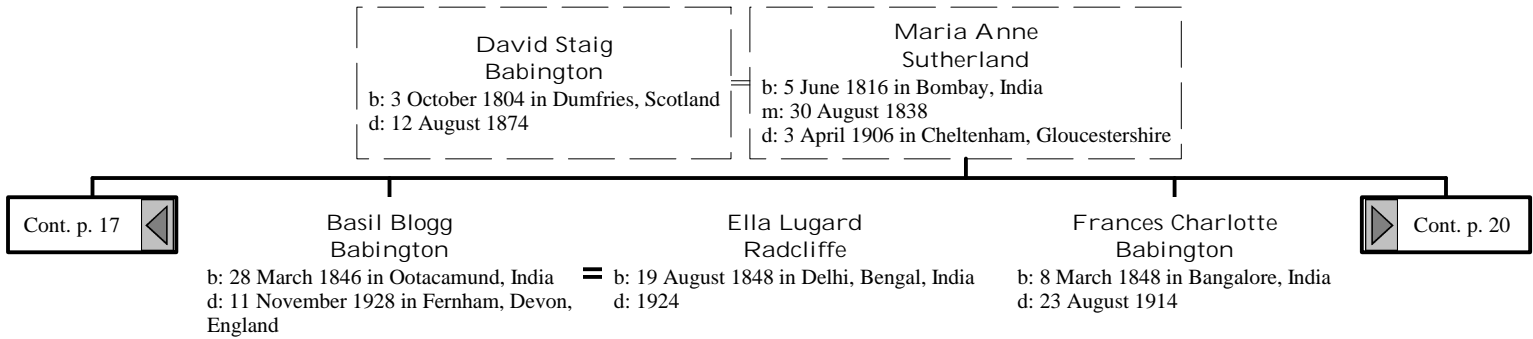 David Staig
Babington
b: 3 October 1804 in Dumfries, Scotland
d: 12 August 1874
Maria Anne
Sutherland
b: 5 June 1816 in Bombay, India
m: 30 August 1838
d: 3 April 1906 in Cheltenham, Gloucestershire
Cont. p. 17
Basil Blogg
Babington
b: 28 March 1846 in Ootacamund, India
d: 11 November 1928 in Fernham, Devon,
England
=
Ella Lugard
Radcliffe
b: 19 August 1848 in Delhi, Bengal, India
d: 1924
Frances Charlotte
Babington
b: 8 March 1848 in Bangalore, India
d: 23 August 1914
Cont. p. 20